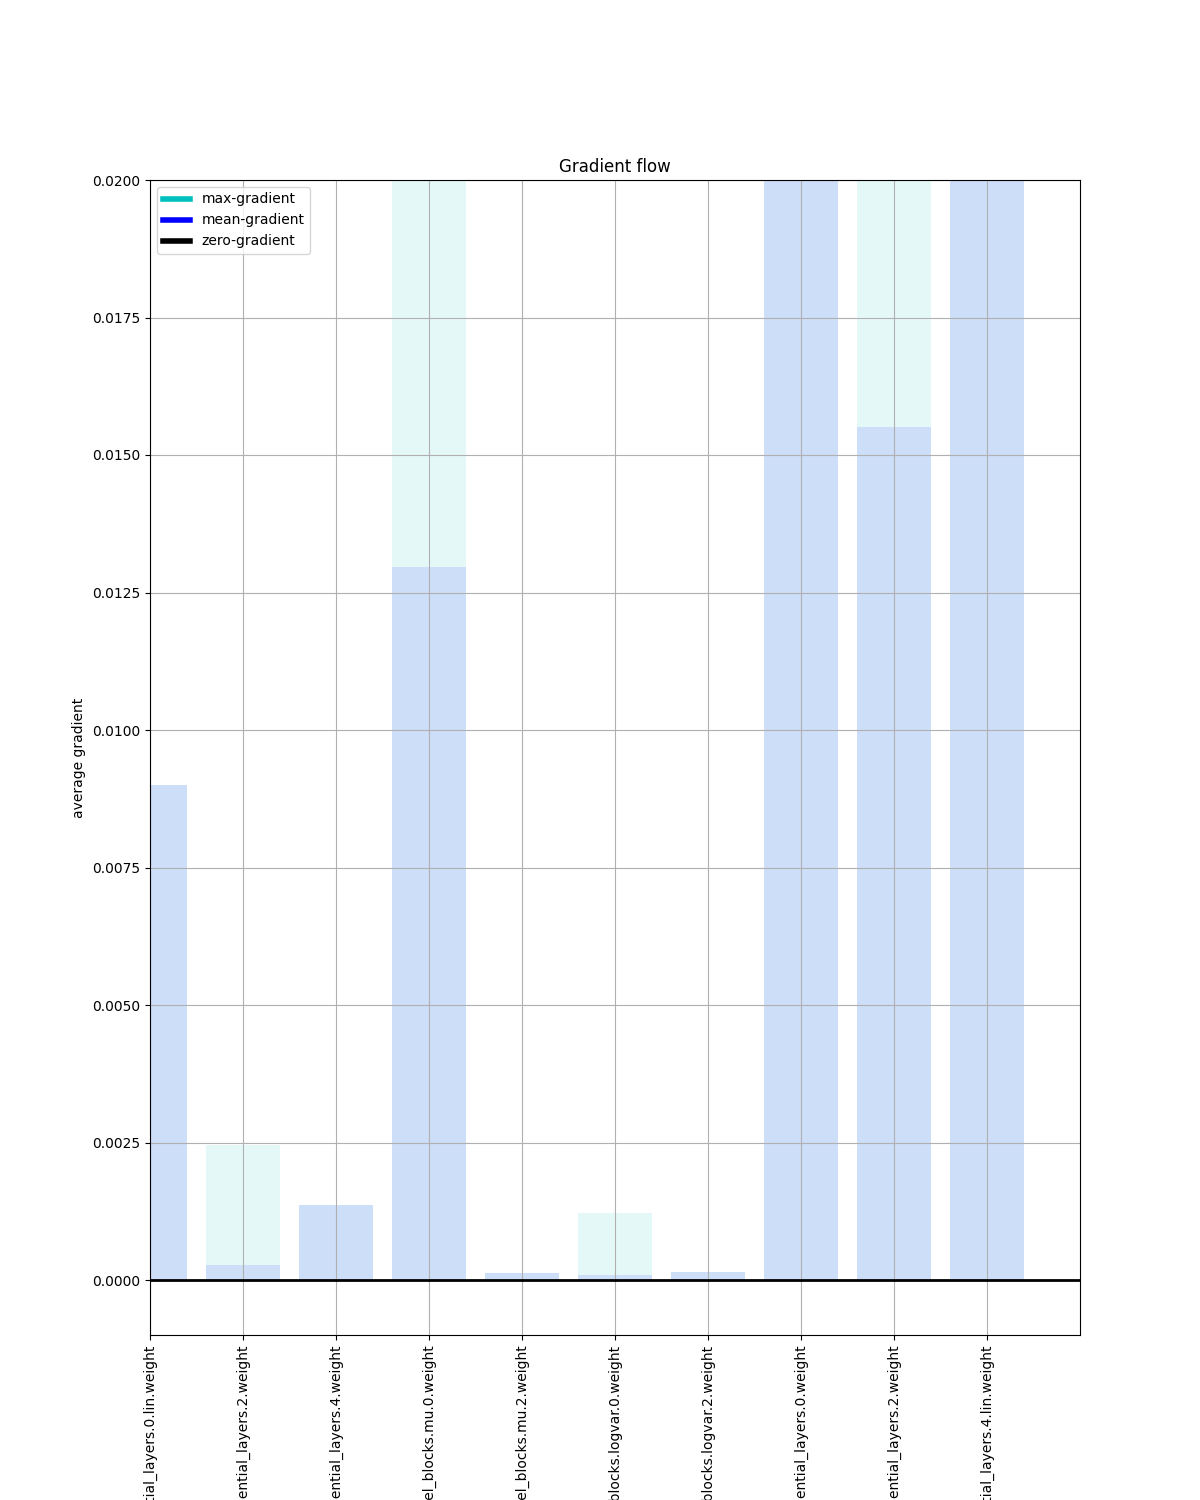 Gradient flow
max-gradient
mean-gradient
zero-gradient
0.0200
0.0175
0.0150
0.0125
0.0100
0.0075
0.0050
0.0025
0.0000
average gradient
tial_layers.0.lin.weight
ential_layers.2.weight
ential_layers.4.weight
el_blocks.mu.0.weight
el_blocks.mu.2.weight
blocks.logvar.0.weight
blocks.logvar.2.weight
ential_layers.0.weight
ential_layers.2.weight
tial_layers.4.lin.weight